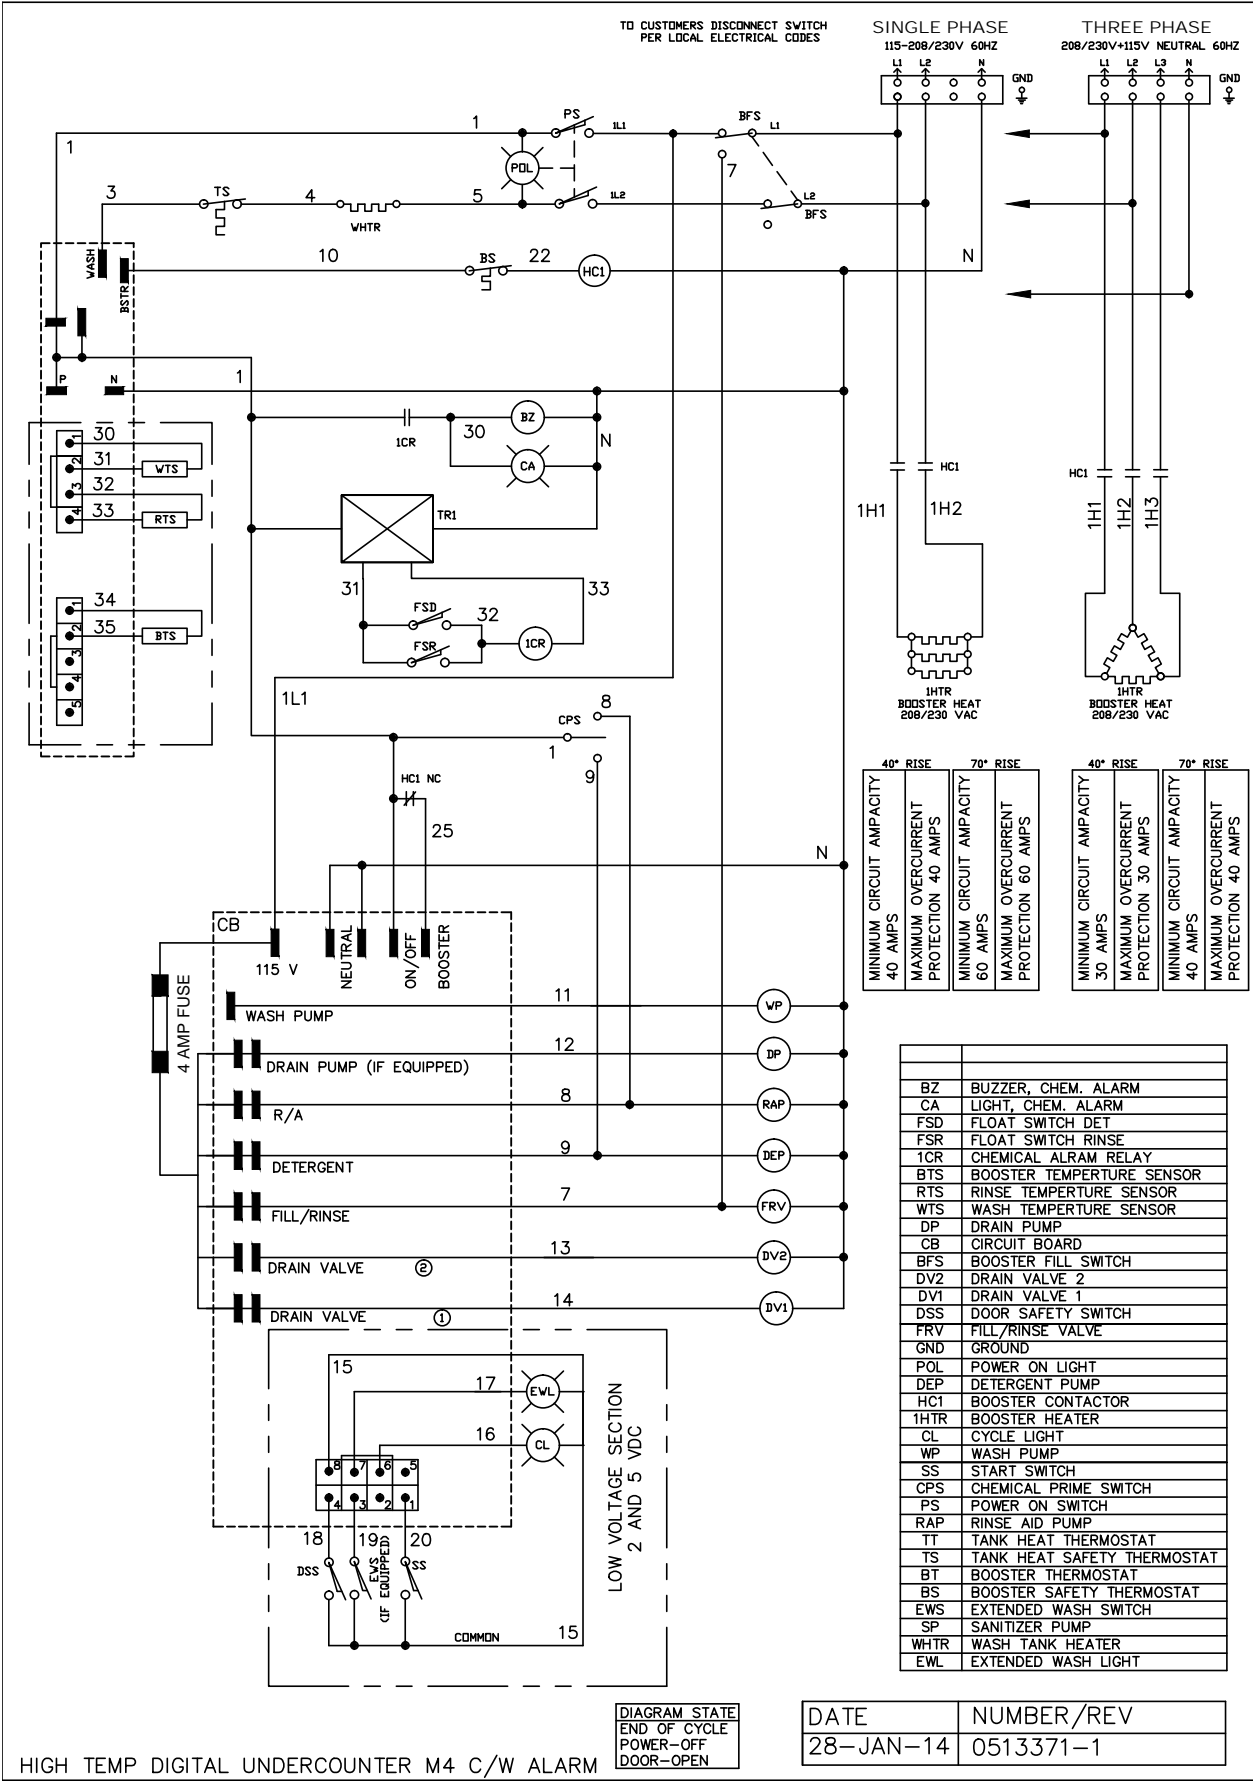 TO CUSTOMERS DISCONNECT SWITCH
PER LOCAL ELECTRICAL CODES
SINGLE PHASE
115-208/230V 60HZ
L1 L2 N
GND
THREE PHASE
208/230V+115V NEUTRAL 60HZ
L1 L2 L3 N
GND
1
1
PS
1L1
BFS
L1
POL
7
3
TS
4
WHTR
5
1L2
L2
BFS
WASH
BSTR
10
BS
22
HC1
N
P
N
1
1CR
30
BZ
CA
N
30
31
32
33
1
2
3
4
WTS
RTS
TR1
31
33
FSD
FSR
32
1CR
34
35
1
2
3
4
5
BTS
HC1
1H1
1H2
HC1
1H1
1H2
1H3
1HTR
BOOSTER HEAT
208/230 VAC
1HTR
BOOSTER HEAT
208/230 VAC
1L1
CPS
8
1
9
HC1 NC
25
N
40° RISE
MINIMUM CIRCUIT AMPACITY
40 AMPS
MAXIMUM OVERCURRENT
PROTECTION 40 AMPS
70° RISE
MINIMUM CIRCUIT AMPACITY
60 AMPS
MAXIMUM OVERCURRENT
PROTECTION 60 AMPS
40° RISE
MINIMUM CIRCUIT AMPACITY
30 AMPS
MAXIMUM OVERCURRENT
PROTECTION 30 AMPS
70° RISE
MINIMUM CIRCUIT AMPACITY
40 AMPS
MAXIMUM OVERCURRENT
PROTECTION 40 AMPS
CB
115 V
NEUTRAL
ON/OFF
BOOSTER
4 AMP FUSE
WASH PUMP
11
WP
DRAIN PUMP (IF EQUIPPED)
12
DP
R/A
8
RAP
DETERGENT
9
DEP
FILL/RINSE
7
FRV
DRAIN VALVE 2
13
DV2
DRAIN VALVE 1
14
DV1
15
17
EWL
16
CL
8 7 6 5
4 3 2 1
18
19
20
DSS
EWS
(IF EQUIPPED)
SS
COMMON
15
LOW VOLTAGE SECTION
2 AND 5 VDC
BZ BUZZER, CHEM. ALARM
CA LIGHT, CHEM. ALARM
FSD FLOAT SWITCH DET
FSR FLOAT SWITCH RINSE
1CR CHEMICAL ALRAM RELAY
BTS BOOSTER TEMPERTURE SENSOR
RTS RINSE TEMPERTURE SENSOR
WTS WASH TEMPERTURE SENSOR
DP DRAIN PUMP
CB CIRCUIT BOARD
BFS BOOSTER FILL SWITCH
DV2 DRAIN VALVE 2
DV1 DRAIN VALVE 1
DSS DOOR SAFETY SWITCH
FRV FILL/RINSE VALVE
GND GROUND
POL POWER ON LIGHT
DEP DETERGENT PUMP
HC1 BOOSTER CONTACTOR
1HTR BOOSTER HEATER
CL CYCLE LIGHT
WP WASH PUMP
SS START SWITCH
CPS CHEMICAL PRIME SWITCH
PS POWER ON SWITCH
RAP RINSE AID PUMP
TT TANK HEAT THERMOSTAT
TS TANK HEAT SAFETY THERMOSTAT
BT BOOSTER THERMOSTAT
BS BOOSTER SAFETY THERMOSTAT
EWS EXTENDED WASH SWITCH
SP SANITIZER PUMP
WHTR WASH TANK HEATER
EWL EXTENDED WASH LIGHT
DIAGRAM STATE
END OF CYCLE
POWER-OFF
DOOR-OPEN
DATE NUMBER/REV
28-JAN-14 0513371-1
HIGH TEMP DIGITAL UNDERCOUNTER M4 C/W ALARM